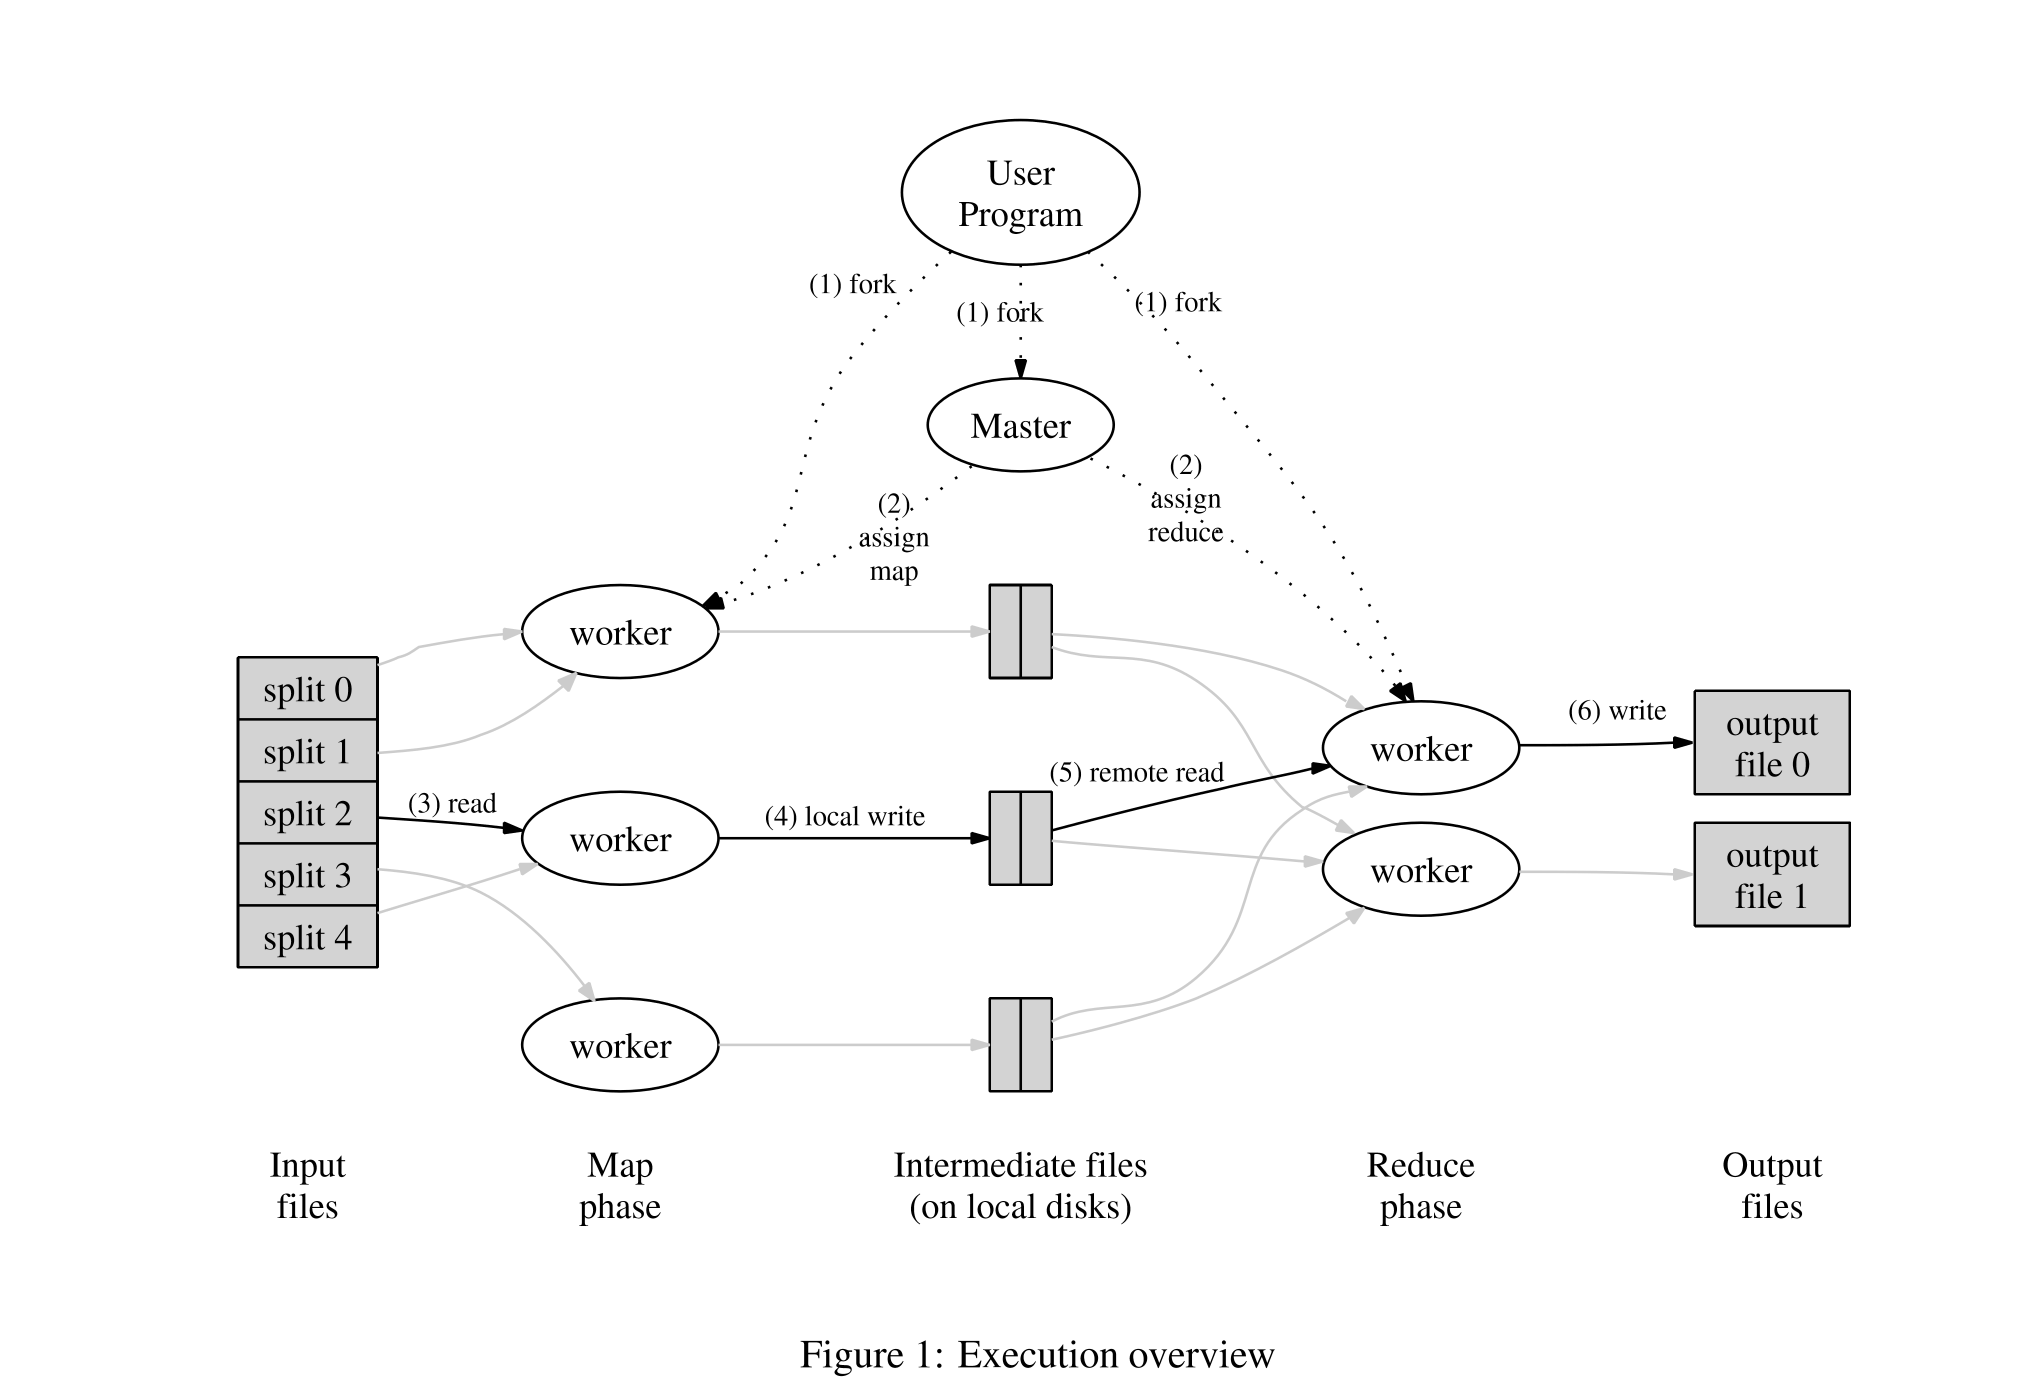 User
Program
(1) fork
(1) fork
(1) fork
Master
(2)
assign
map
(2)
assign
reduce
split 0
split 1
split 2
split 3
split 4
(3) read
worker
worker
worker
(4) local write
(5) remote read
worker
worker
(6) write
output
file 0
output
file 1
Input
files
Map
phase
Intermediate files
(on local disks)
Reduce
phase
Output
files
Figure 1: Execution overview